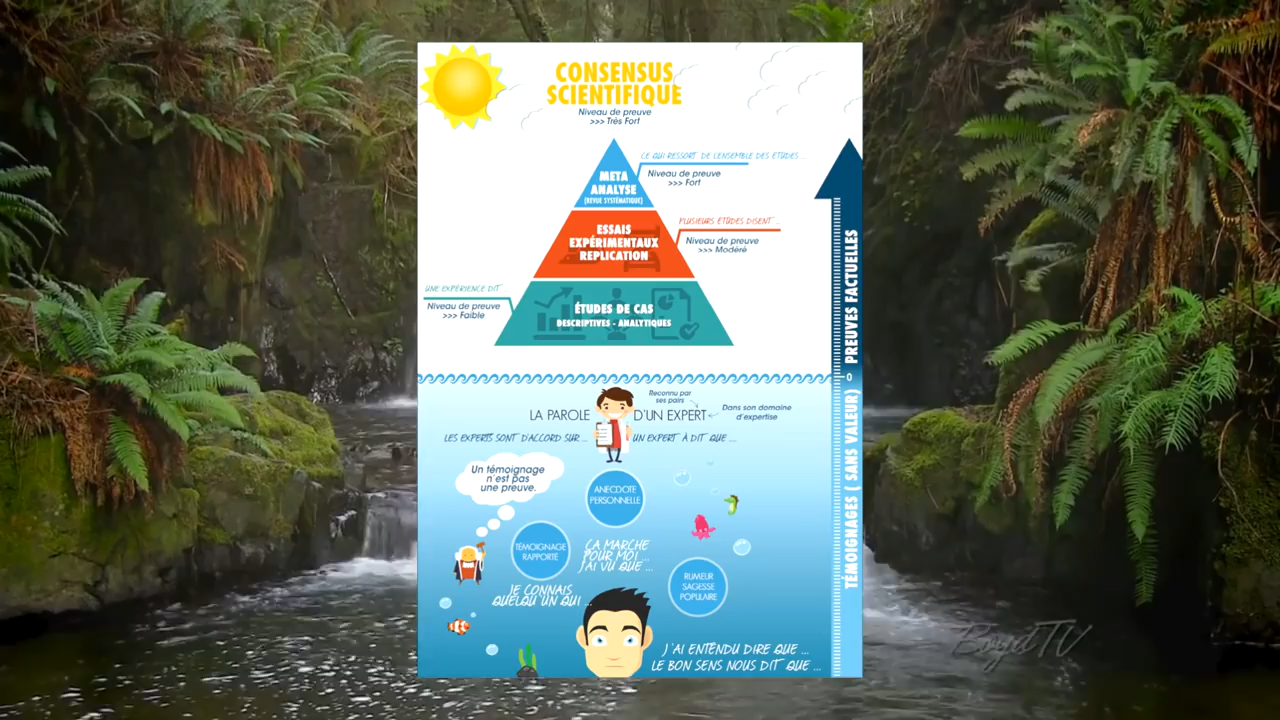 CONSENSUS
SCIENTIFIQUE
Niveau de preuve
>>> Très Fort
CE QUI RESSORT DE L'ENSEMBLE DES ETUDES ...
META
ANALYSE
(REVUE SYSTÉMATIQUE)
Niveau de preuve
>>> Fort
PLUSIEURS ÉTUDES DISENT ...
ESSAIS
EXPÉRIMENTAUX
REPLICATION
Niveau de preuve
>>> Modéré
UNE EXPÉRIENCE DIT
Niveau de preuve
>>> Faible
ÉTUDES DE CAS
DESCRIPTIVES - ANALYTIQUES
PREUVES FACTUELLES
0
TÉMOIGNAGES ( SANS VALEUR)
Reconnu par
ses pairs
LA PAROLE D'UN EXPERT
Dans son domaine
d'expertise
LES EXPERTS SONT D'ACCORD SUR ... UN EXPERT À DIT QUE ....
Un témoignage
n'est pas
une preuve.
ANECDOTE
PERSONNELLE
TÉMOIGNAGE
RAPPORTÉ
ÇA MARCHE
POUR MOI ...
J'AI VU QUE ...
JE CONNAIS
QUELQU'UN QUI ...
RUMEUR
SAGESSE
POPULAIRE
J'AI ENTENDU DIRE QUE ...
LE BON SENS NOUS DIT QUE ...